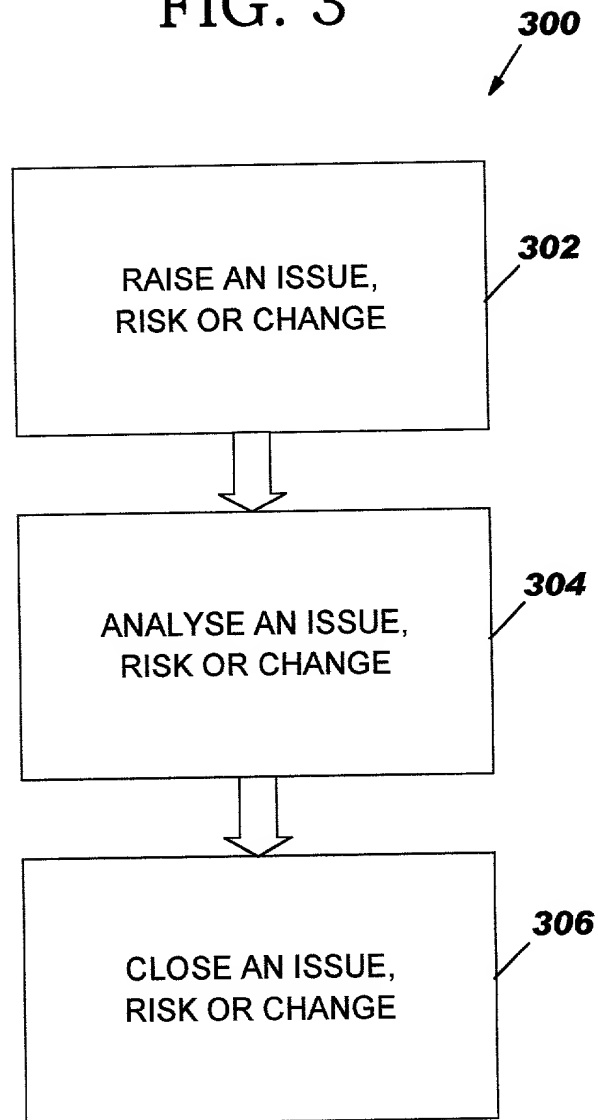 FIG. 3
300
RAISE AN ISSUE,
RISK OR CHANGE
302
ANALYSE AN ISSUE,
RISK OR CHANGE
304
CLOSE AN ISSUE,
RISK OR CHANGE
306